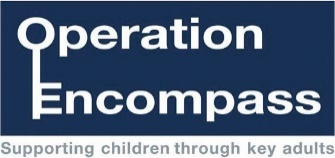 Operation
Encompass
Supporting children through key adults